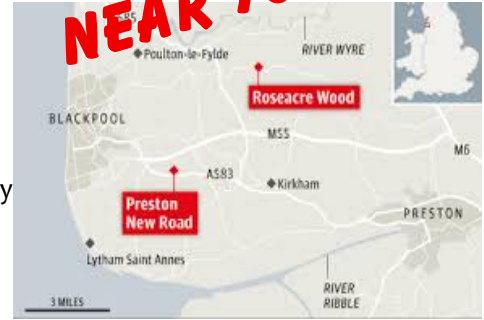 NEAR
Poulton-le-Fylde
RIVER WYRE
Roseacre Wood
BLACKPOOL
M55
M6
A583
Kirkham
Preston
New Road
PRESTON
Lytham Saint Annes
RIVER
RIBBLE
3 MILES
y